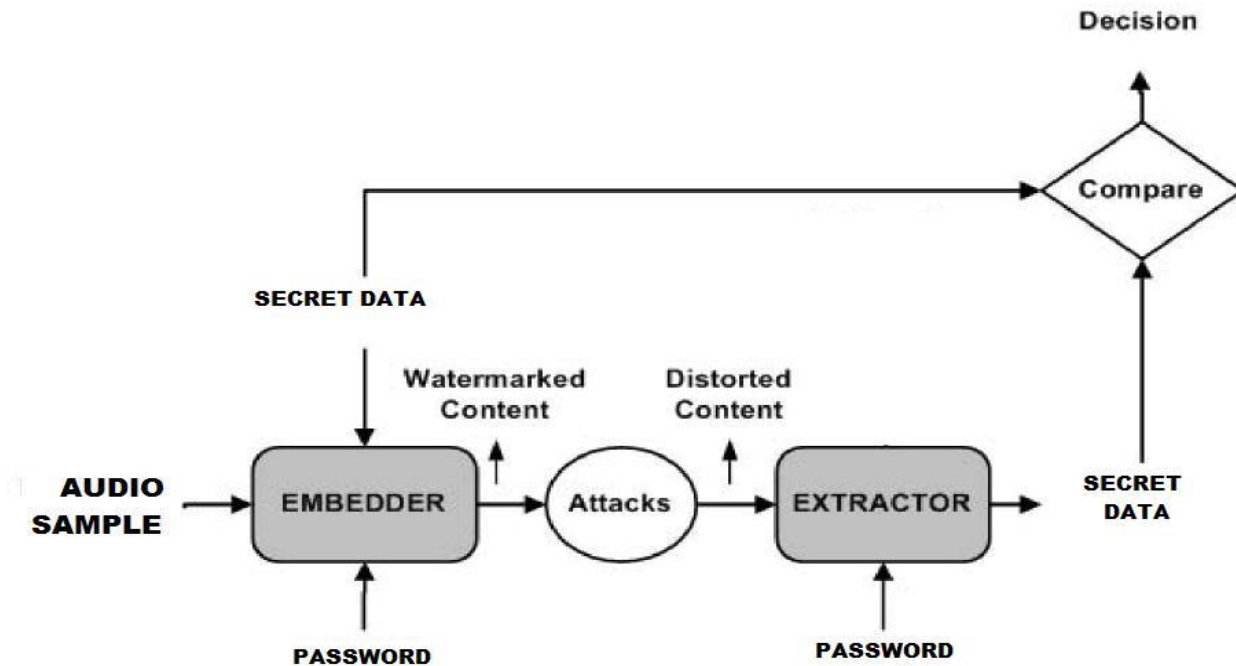 Decision
Compare
SECRET DATA
Watermarked
Content
Distorted
Content
AUDIO
SAMPLE
EMBEDDER
Attacks
EXTRACTOR
SECRET
DATA
PASSWORD
PASSWORD